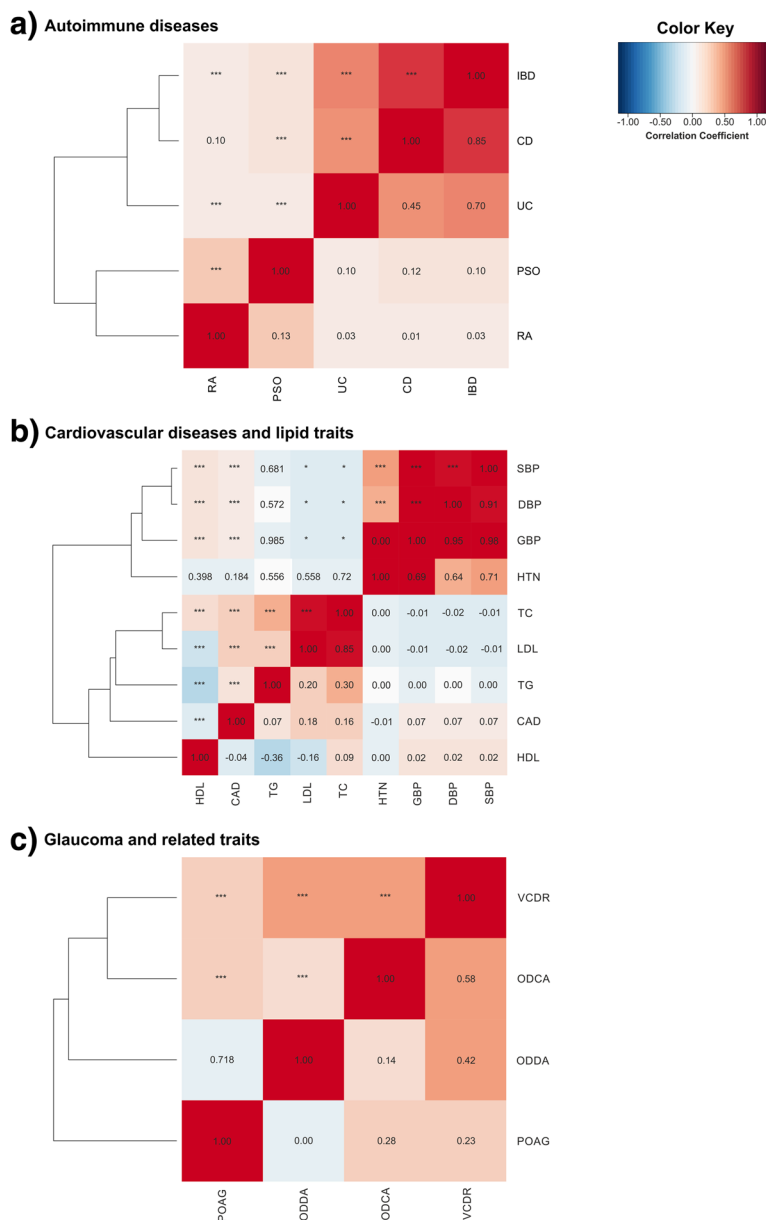 a) Autoimmune diseases
Color Key
-1.00 -0.50 0.00 0.50 1.00
Correlation Coefficient
*** *** *** *** 1.00 IBD
0.10 *** *** 1.00 0.85 CD
*** *** 1.00 0.45 0.70 UC
*** 1.00 0.10 0.12 0.10 PSO
1.00 0.13 0.03 0.01 0.03 RA
RA PSO UC CD IBD
b) Cardiovascular diseases and lipid traits
*** *** 0.681 * * *** *** *** 1.00 SBP
*** *** 0.572 * * *** *** 1.00 0.91 DBP
*** *** 0.985 * * 0.00 1.00 0.95 0.98 GBP
0.398 0.184 0.556 0.558 0.72 1.00 0.69 0.64 0.71 HTN
*** *** *** *** 1.00 0.00 -0.01 -0.02 -0.01 TC
*** *** *** 1.00 0.85 0.00 -0.01 -0.02 -0.01 LDL
*** *** 1.00 0.20 0.30 0.00 0.00 0.00 0.00 TG
*** 1.00 0.07 0.18 0.16 -0.01 0.07 0.07 0.07 CAD
1.00 -0.04 -0.36 -0.16 0.09 0.00 0.02 0.02 0.02 HDL
HDL CAD TG LDL TC HTN GBP DBP SBP
c) Glaucoma and related traits
*** *** *** 1.00 VCDR
*** *** 1.00 0.58 ODCA
0.718 1.00 0.14 0.42 ODDA
1.00 0.00 0.28 0.23 POAG
POAG ODDA ODCA VCDR